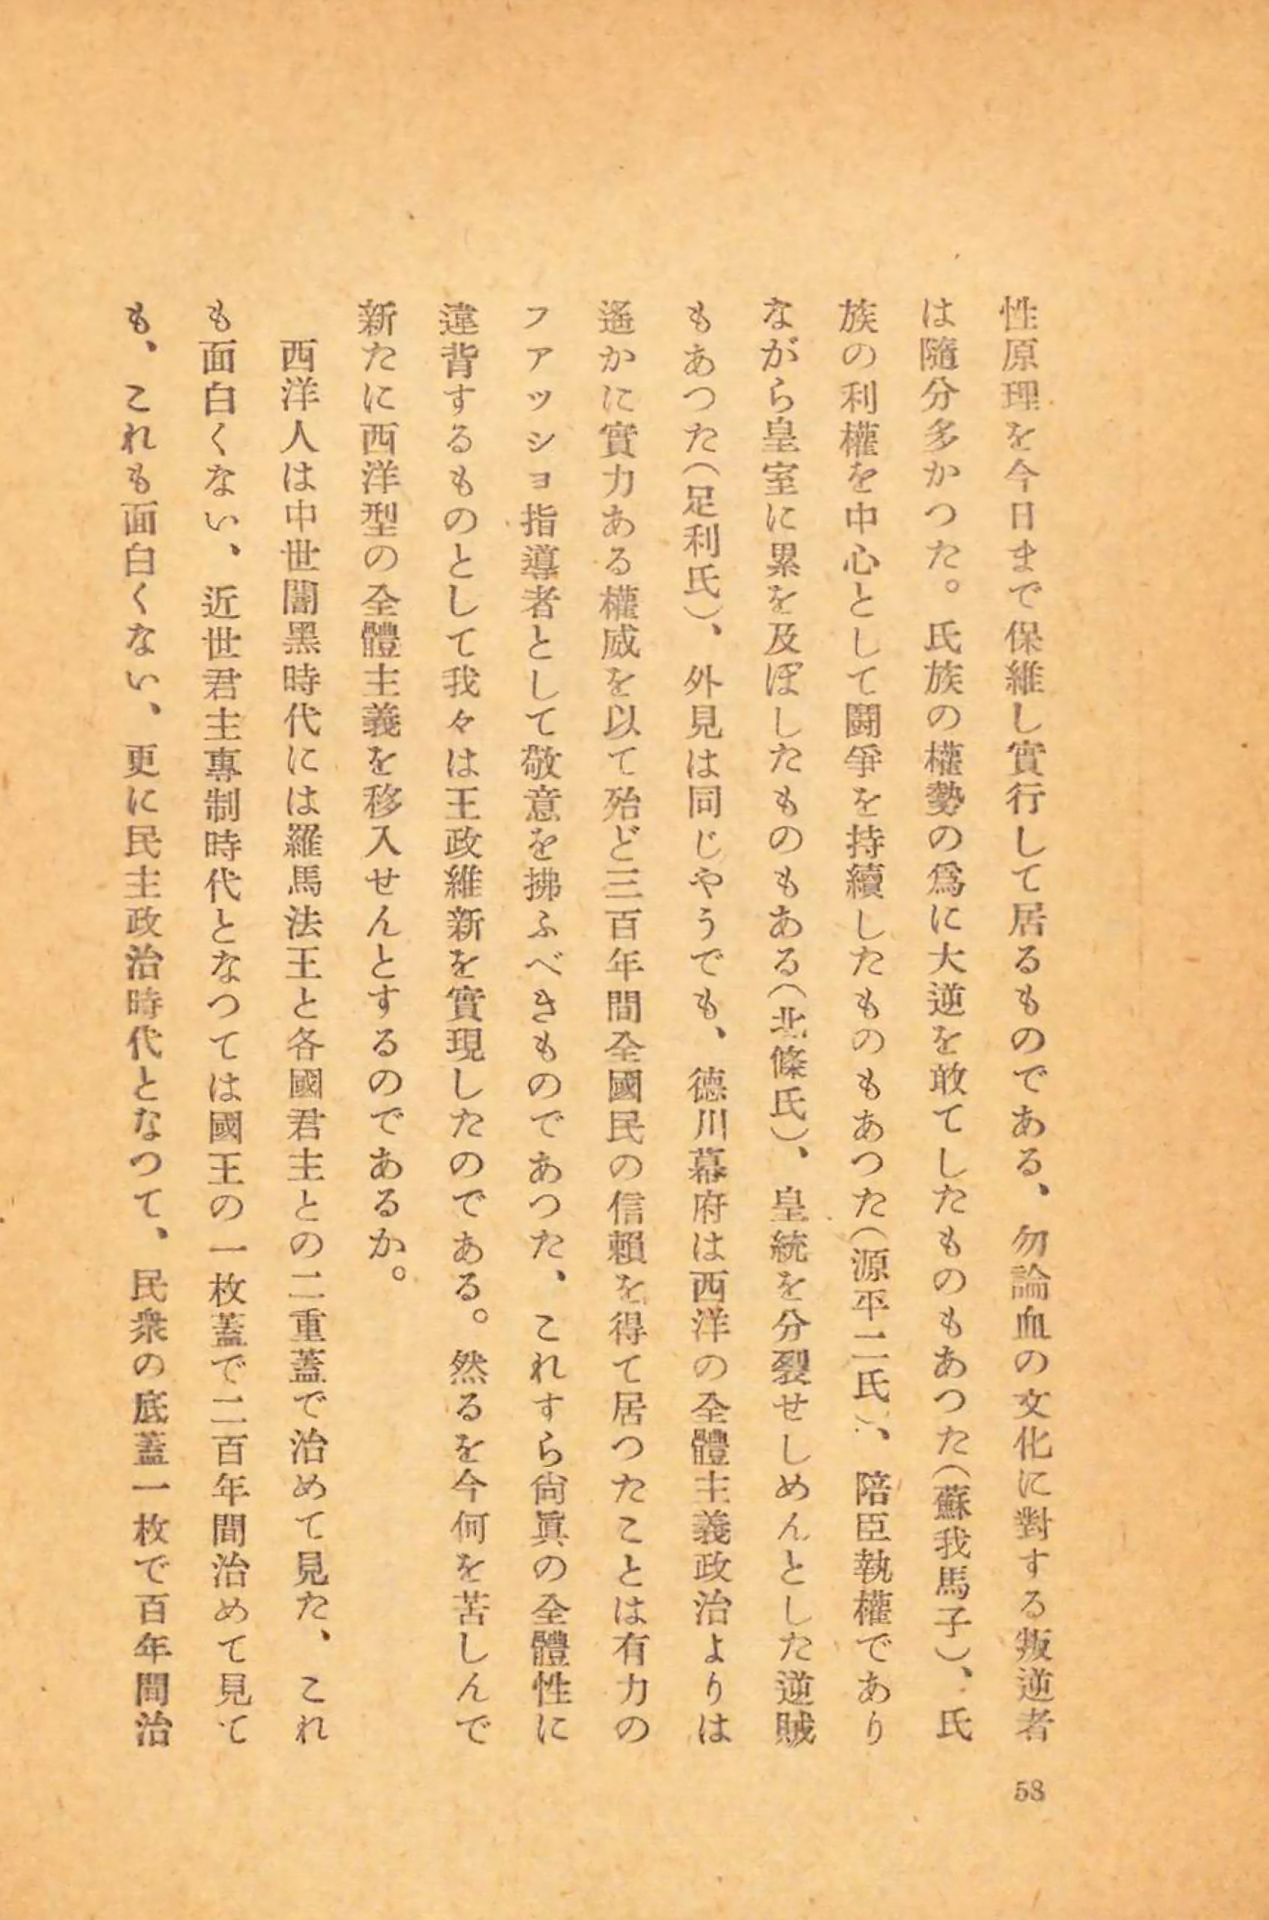 性原理を今日まで保維し實行して居るものである、勿論血の文化に對する叛逆者
は隨分多かつた。氏族の權勢の爲に大逆を敢てしたものもあつた（蘇我馬子）、氏
族の利權を中心として鬪爭を持續したものもあつた（源平二氏）、陪臣執權であり
ながら皇室に累を及ぼしたものもある（北條氏）、皇統を分裂せしめんとした逆賊
もあつた（足利氏）、外見は同じやうでも、德川幕府は西洋の全體主義政治よりは
遙かに實力ある權威を以て殆ど三百年間全國民の信賴を得て居つたことは有力の
フアッショ指導者として敬意を拂ふべきものであつた、これすら尙眞の全體性に
違背するものとして我々は王政維新を實現したのである。然るを今何を苦しんで
新たに西洋型の全體主義を移入せんとするのであるか。
西洋人は中世闇黑時代には羅馬法王と各國君主との二重蓋で治めて見た、これ
も面白くない、近世君主專制時代となつては國王の一枚蓋で二百年間治めて見て
も、これも面白くない、更に民主政治時代となつて、民衆の底蓋一枚で百年間治
58